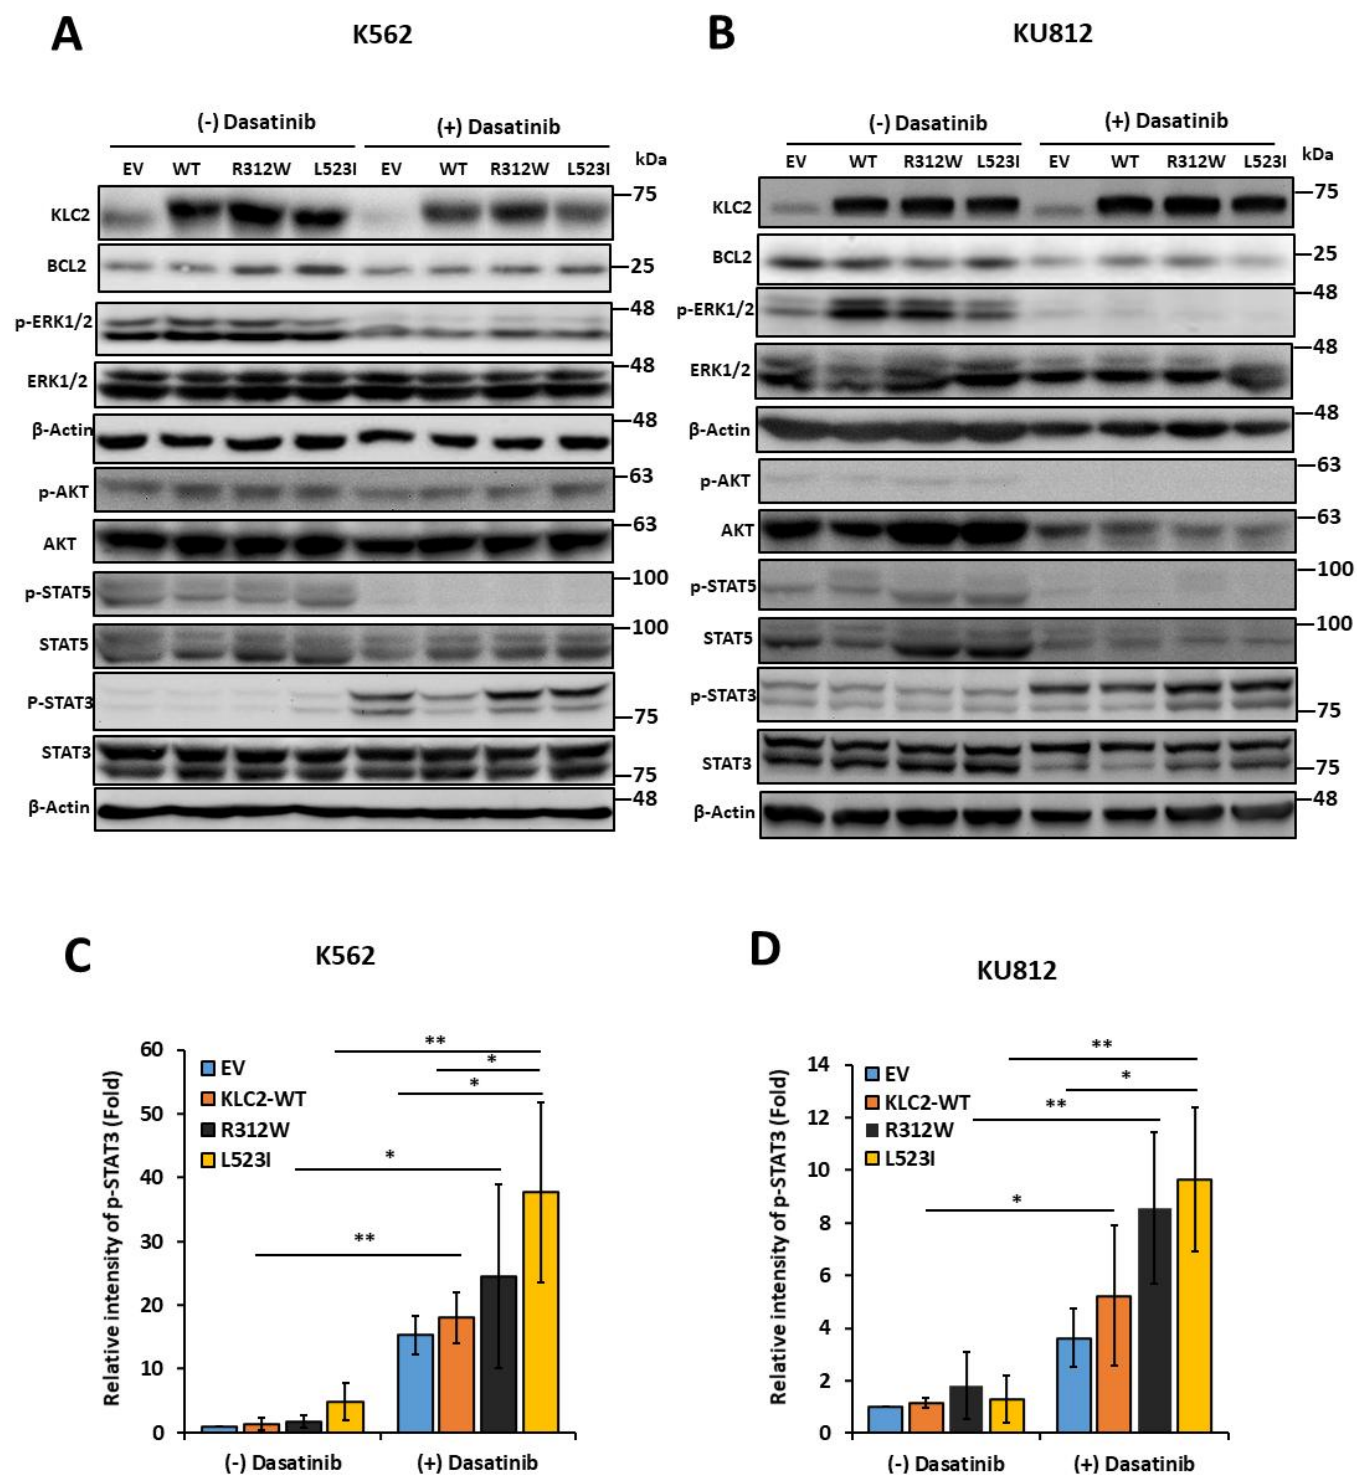 A
K562
(-) Dasatinib
(+) Dasatinib
EV WT R312W L523I EV WT R312W L523I
kDa
KLC2
75
BCL2
25
p-ERK1/2
48
ERK1/2
48
β-Actin
48
p-AKT
63
AKT
63
p-STAT5
100
STAT5
100
P-STAT3
75
STAT3
75
β-Actin
48
B
KU812
(-) Dasatinib
(+) Dasatinib
EV WT R312W L523I EV WT R312W L523I
kDa
KLC2
75
BCL2
25
p-ERK1/2
48
ERK1/2
48
β-Actin
48
p-AKT
63
AKT
63
p-STAT5
100
STAT5
100
p-STAT3
75
STAT3
75
β-Actin
48
C
K562
Relative intensity of p-STAT3 (Fold)
60
50
40
30
20
10
0
EV
KLC2-WT
R312W
L523I
**
*
*
*
**
(-) Dasatinib
(+) Dasatinib
D
KU812
Relative intensity of p-STAT3 (Fold)
14
12
10
8
6
4
2
0
EV
KLC2-WT
R312W
L523I
**
*
**
*
(-) Dasatinib
(+) Dasatinib